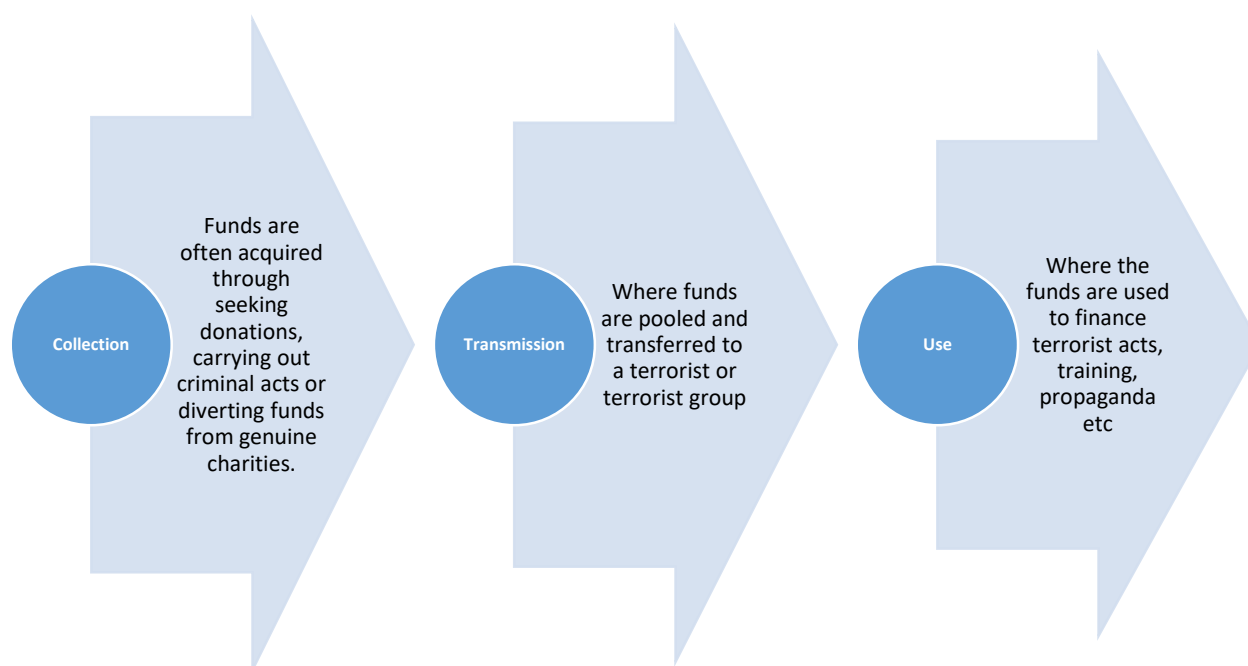 Collection
Funds are
often acquired
through
seeking
donations,
carrying out
criminal acts or
diverting funds
from genuine
charities.
Transmission
Where funds
are pooled and
transferred to
a terrorist or
terrorist group
Use
Where the
funds are used
to finance
terrorist acts,
training,
propaganda
etc